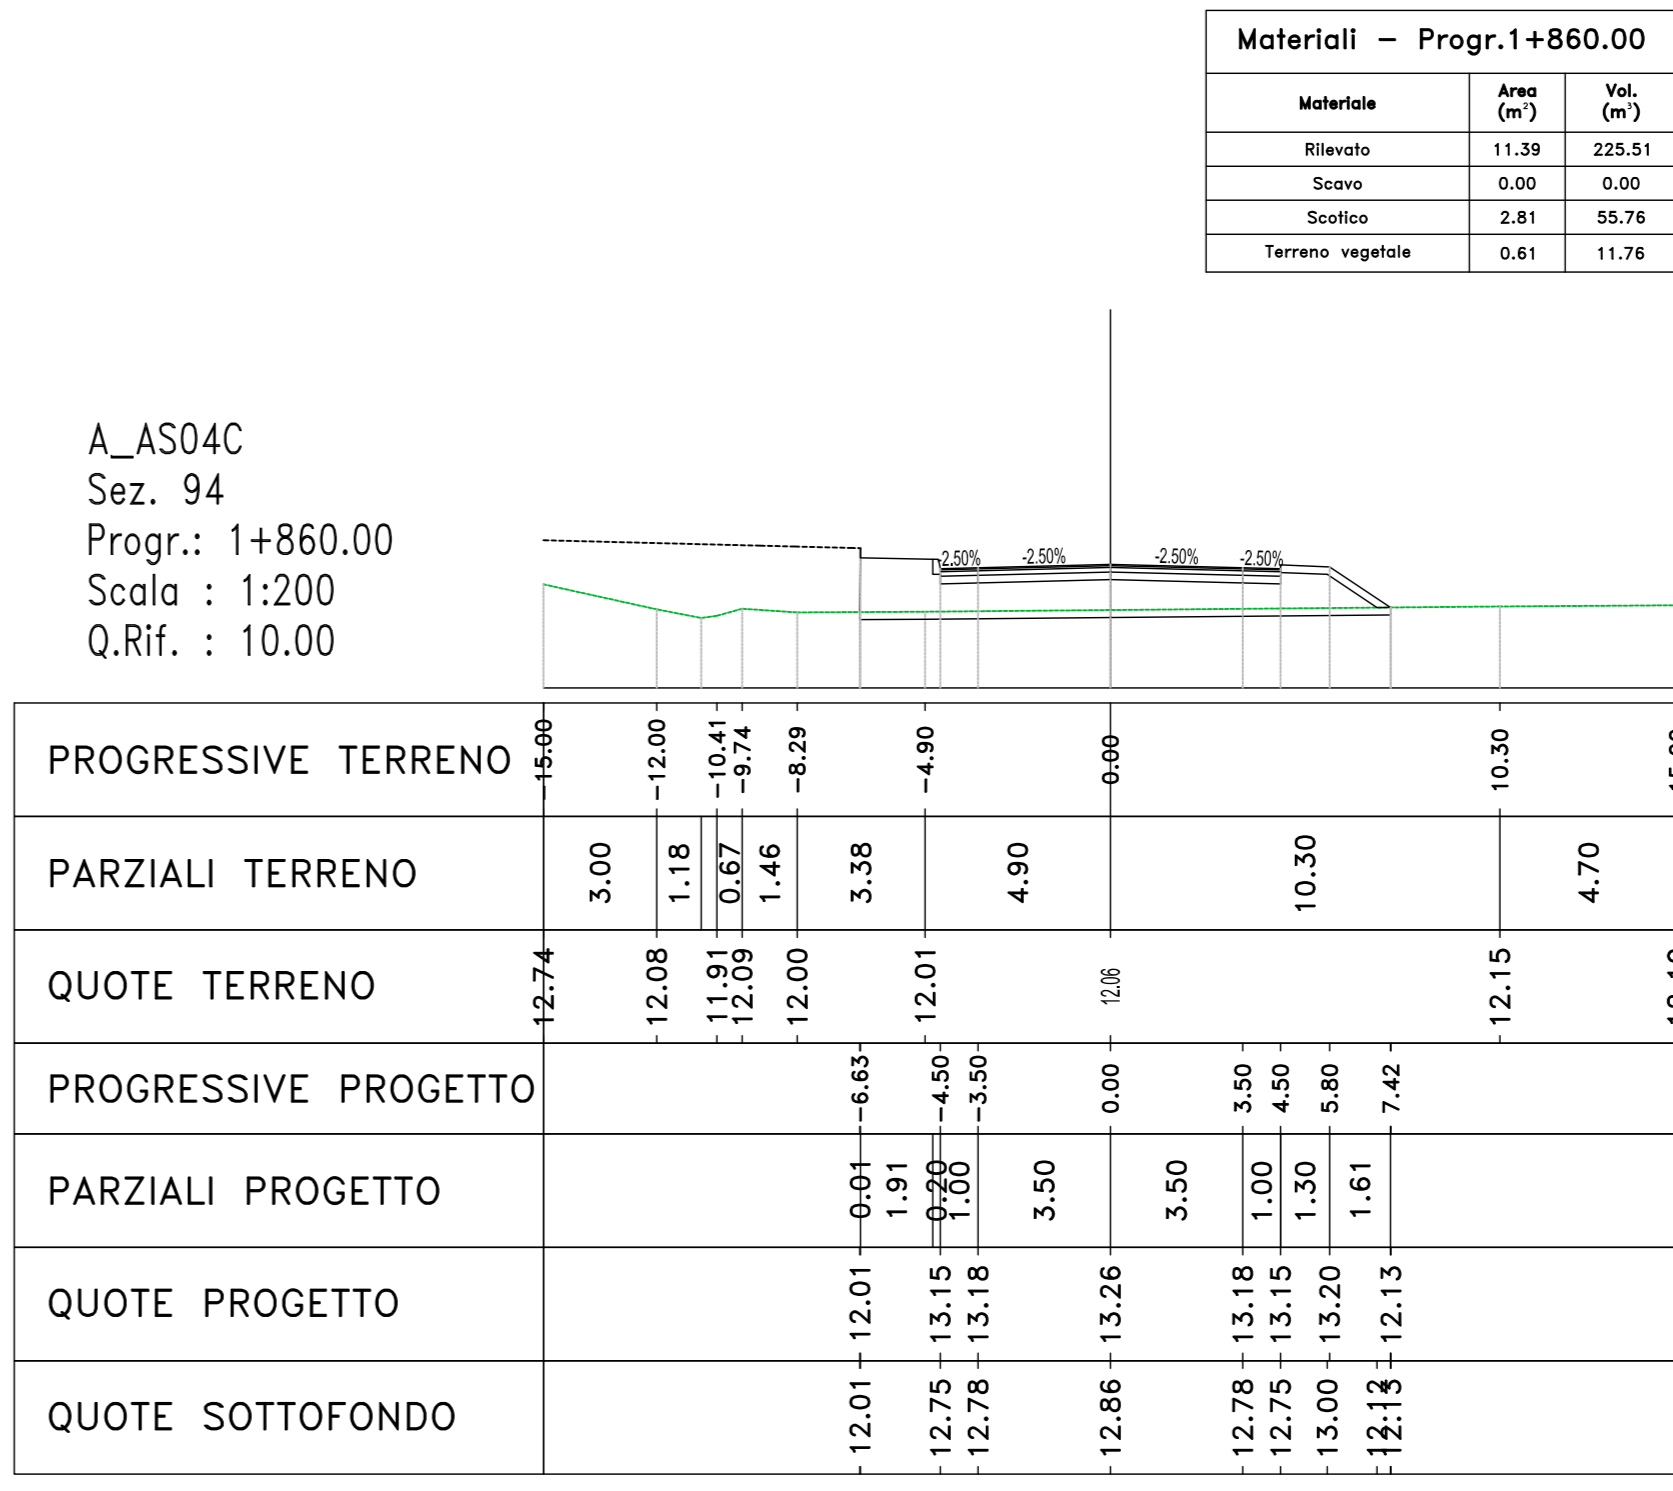 Materiali – Progr.1+860.00
Materiale Area (m²) Vol. (m³)
Rilevato 11.39 225.51
Scavo 0.00 0.00
Scotico 2.81 55.76
Terreno vegetale 0.61 11.76
A_AS04C
Sez. 94
Progr.: 1+860.00
Scala : 1:200
Q.Rif. : 10.00
-2.50% -2.50% -2.50% -2.50%
PROGRESSIVE TERRENO -15.00 -12.00 -10.41 -9.74 -8.29 -4.90 0.00 10.30
PARZIALI TERRENO 3.00 1.18 0.67 1.46 3.38 4.90 10.30 4.70
QUOTE TERRENO 12.74 12.08 11.91 12.09 12.00 12.01 12.06 12.15
PROGRESSIVE PROGETTO -6.63 -4.50 -3.50 0.00 3.50 4.50 5.80 7.42
PARZIALI PROGETTO 0.01 1.91 0.20 1.00 3.50 3.50 1.00 1.30 1.61
QUOTE PROGETTO 12.01 13.15 13.18 13.26 13.18 13.15 13.20 12.13
QUOTE SOTTOFONDO 12.01 12.75 12.78 12.86 12.78 12.75 13.00 12.12 12.13